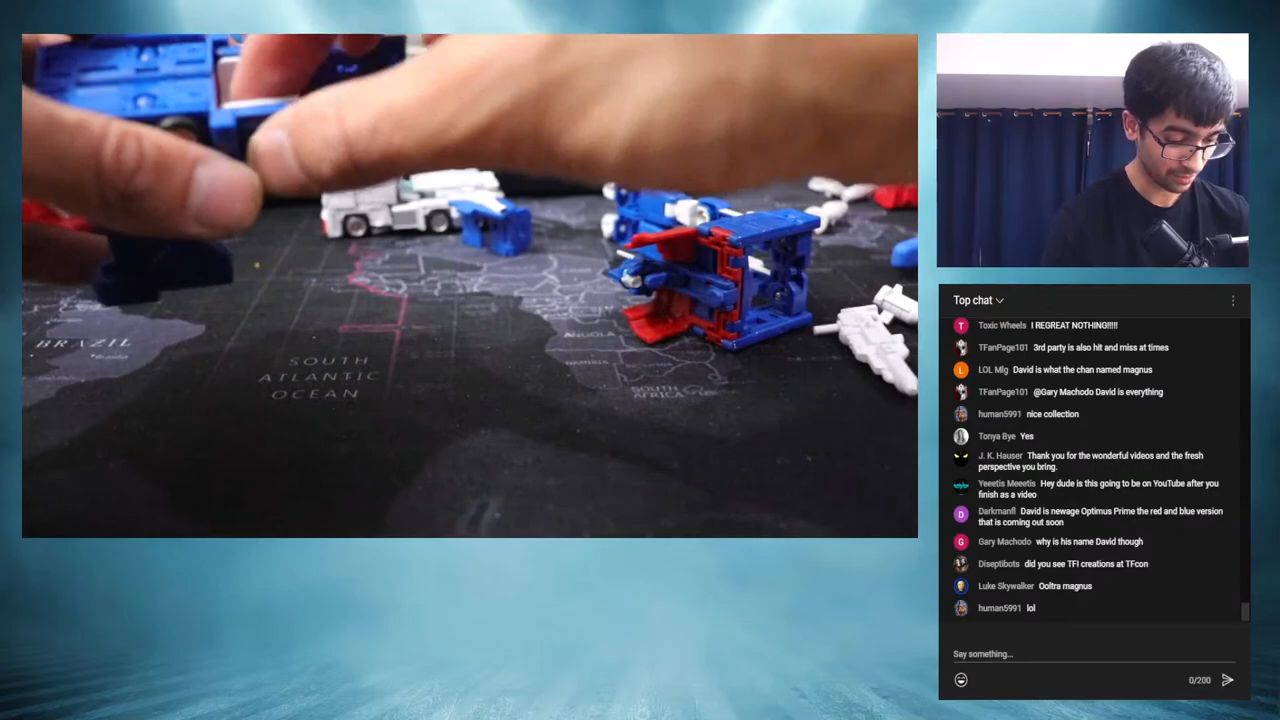 BRAZIL
SOUTH
ATLANTIC
OCEAN
ANGOLA
SOUTH
AFRICA
Top chat
Toxic Wheels I REGREAT NOTHING!!!!!
TFanPage101 3rd party is also hit and miss at times
LOL Mlg David is what the chan named magnus
TFanPage101 @Gary Machodo David is everything
human5991 nice collection
Tonya Bye Yes
J. K. Hauser Thank you for the wonderful videos and the fresh
perspective you bring.
Yeeetis Meeetis Hey dude is this going to be on YouTube after you
finish as a video
Darkmanfl David is newage Optimus Prime the red and blue version
that is coming out soon
Gary Machodo why is his name David though
Diseptibots did you see TFI creations at TFcon
Luke Skywalker Ooltra magnus
human5991 lol
Say something...
0/200